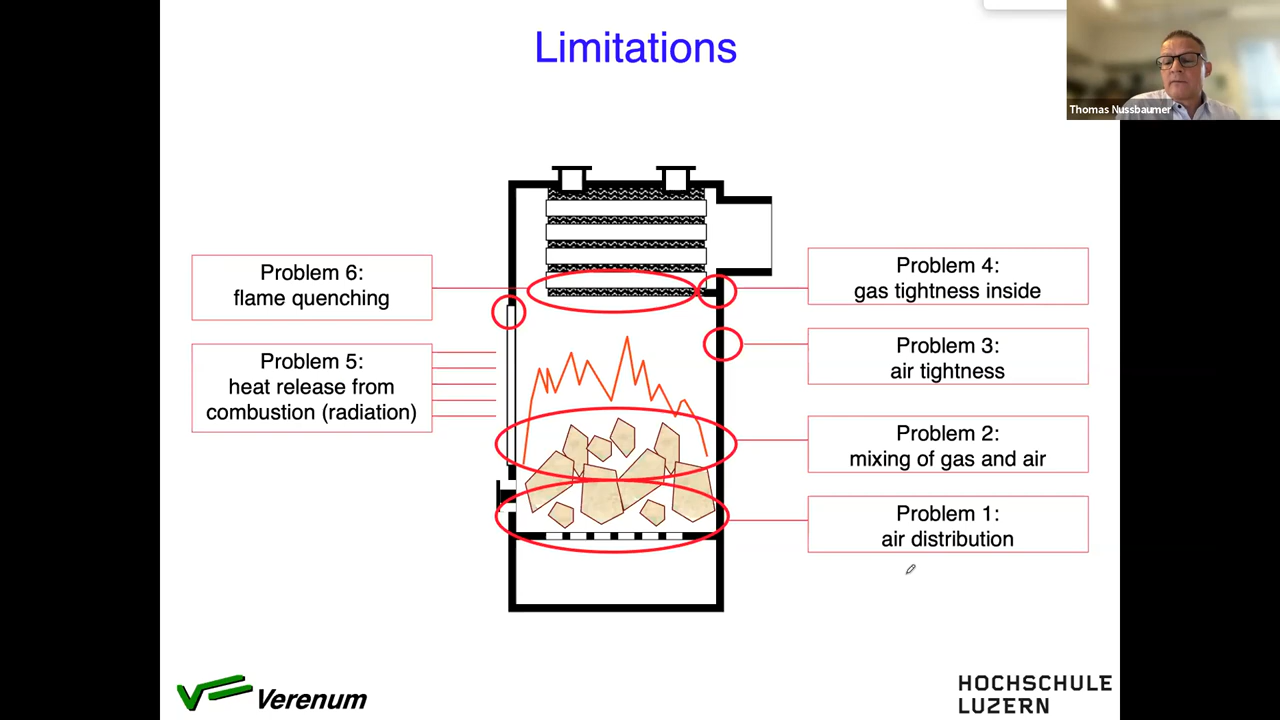 Limitations
Thomas Nussbaumer
Problem 6:
flame quenching
Problem 5:
heat release from
combustion (radiation)
Problem 4:
gas tightness inside
Problem 3:
air tightness
Problem 2:
mixing of gas and air
Problem 1:
air distribution
Verenum
HOCHSCHULE
LUZERN